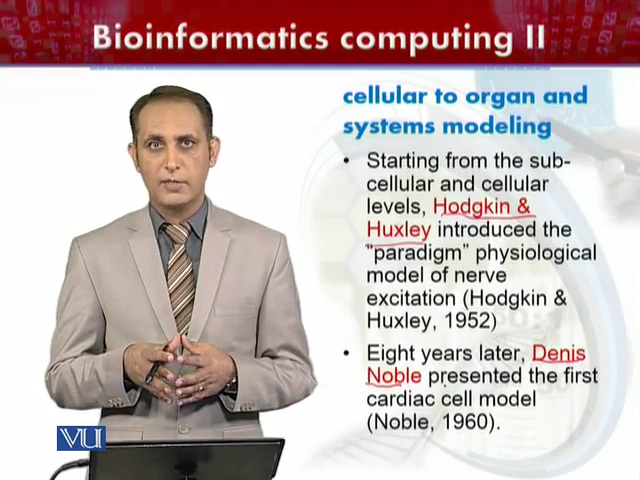 Bioinformatics computing II
cellular to organ and
systems modeling
• Starting from the sub-
cellular and cellular
levels, Hodgkin &
Huxley introduced the
"paradigm" physiological
model of nerve
excitation (Hodgkin &
Huxley, 1952)
• Eight years later, Denis
Noble presented the first
cardiac cell model
(Noble, 1960).
VU